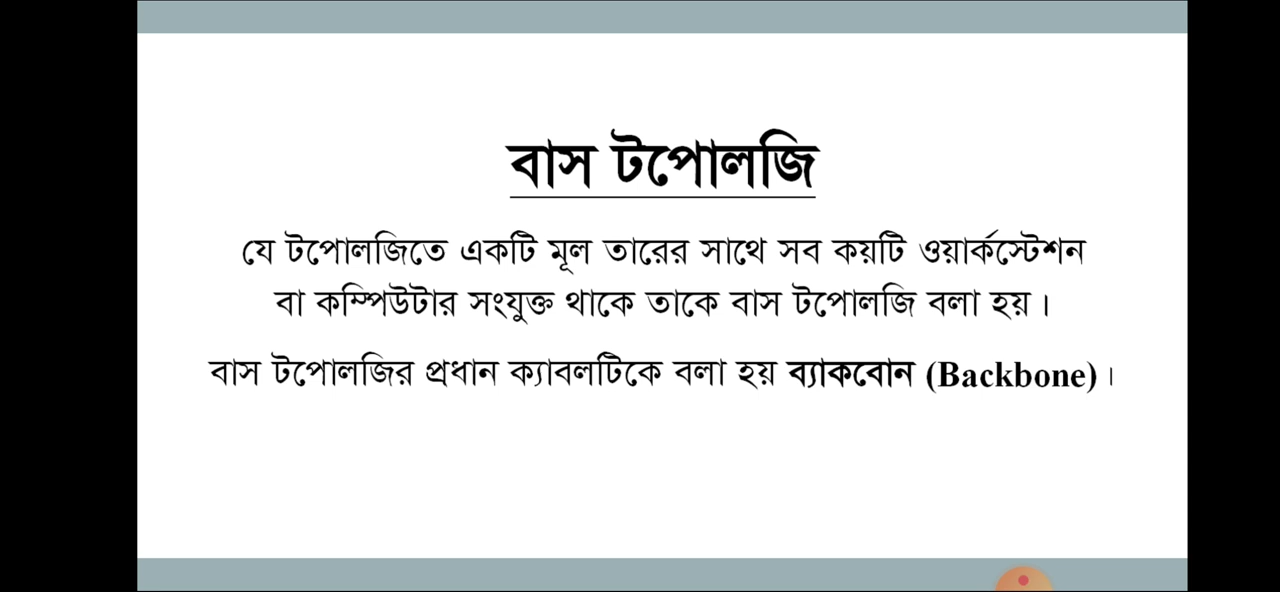 বাস টপোলজি
যে টপোলজিতে একটি মূল তারের সাথে সব কয়টি ওয়ার্কস্টেশন
বা কম্পিউটার সংযুক্ত থাকে তাকে বাস টপোলজি বলা হয়।
বাস টপোলজির প্রধান ক্যাবলটিকে বলা হয় ব্যাকবোন (Backbone)।